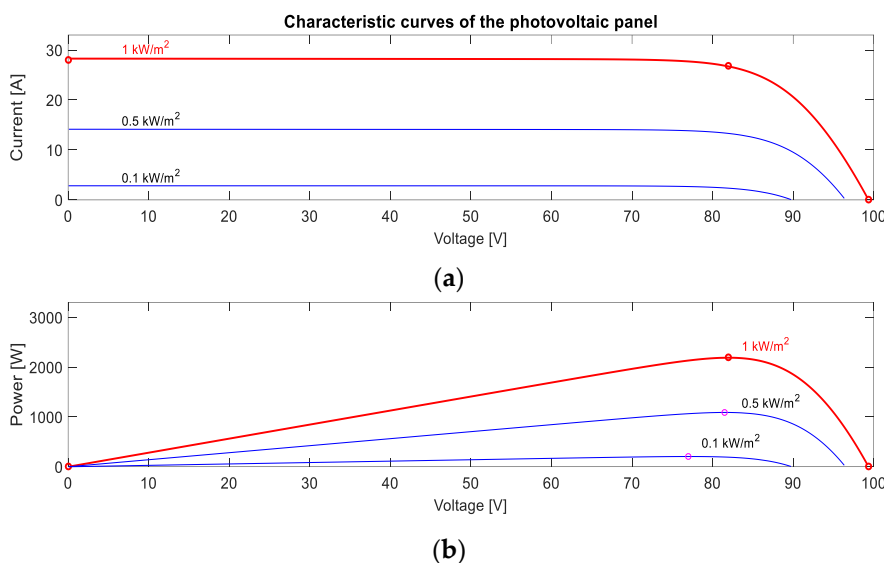 Characteristic curves of the photovoltaic panel
Current [A]
30
20
10
0
1 kW/m²
0.5 kW/m²
0.1 kW/m²
0 10 20 30 40 50 60 70 80 90 100
Voltage [V]
(a)
Power [W]
3000
2000
1000
0
1 kW/m²
0.5 kW/m²
0.1 kW/m²
0 10 20 30 40 50 60 70 80 90 100
Voltage [V]
(b)